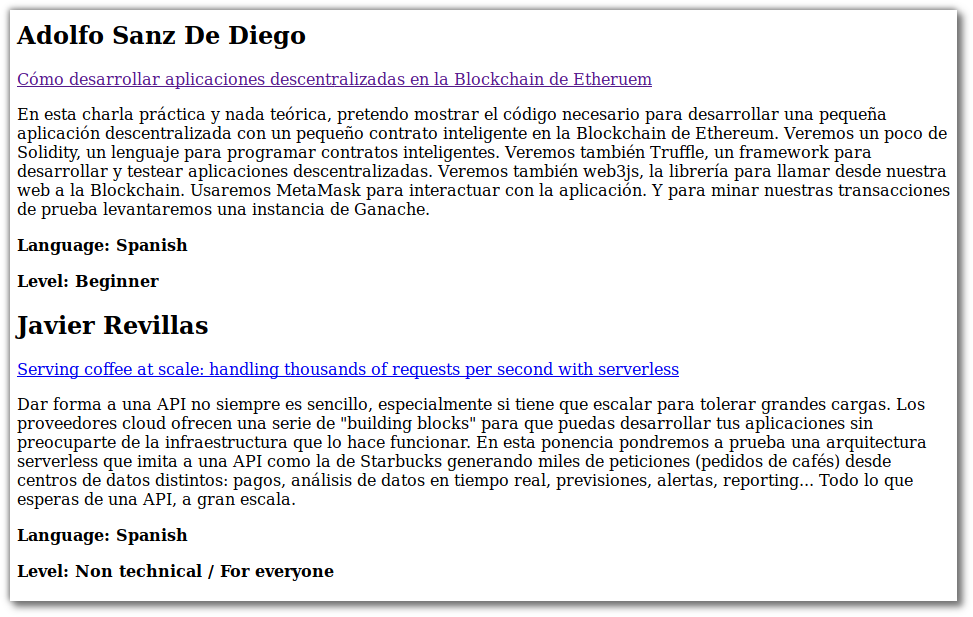 Adolfo Sanz De Diego
Cómo desarrollar aplicaciones descentralizadas en la Blockchain de Etheruem
En esta charla práctica y nada teórica, pretendo mostrar el código necesario para desarrollar una pequeña
aplicación descentralizada con un pequeño contrato inteligente en la Blockchain de Ethereum. Veremos un poco de
Solidity, un lenguaje para programar contratos inteligentes. Veremos también Truffle, un framework para
desarrollar y testear aplicaciones descentralizadas. Veremos también web3js, la librería para llamar desde nuestra
web a la Blockchain. Usaremos MetaMask para interactuar con la aplicación. Y para minar nuestras transacciones
de prueba levantaremos una instancia de Ganache.
Language: Spanish
Level: Beginner
Javier Revillas
Serving coffee at scale: handling thousands of requests per second with serverless
Dar forma a una API no siempre es sencillo, especialmente si tiene que escalar para tolerar grandes cargas. Los
proveedores cloud ofrecen una serie de "building blocks" para que puedas desarrollar tus aplicaciones sin
preocuparte de la infraestructura que lo hace funcionar. En esta ponencia pondremos a prueba una arquitectura
serverless que imita a una API como la de Starbucks generando miles de peticiones (pedidos de cafés) desde
centros de datos distintos: pagos, análisis de datos en tiempo real, previsiones, alertas, reporting... Todo lo que
esperas de una API, a gran escala.
Language: Spanish
Level: Non technical / For everyone